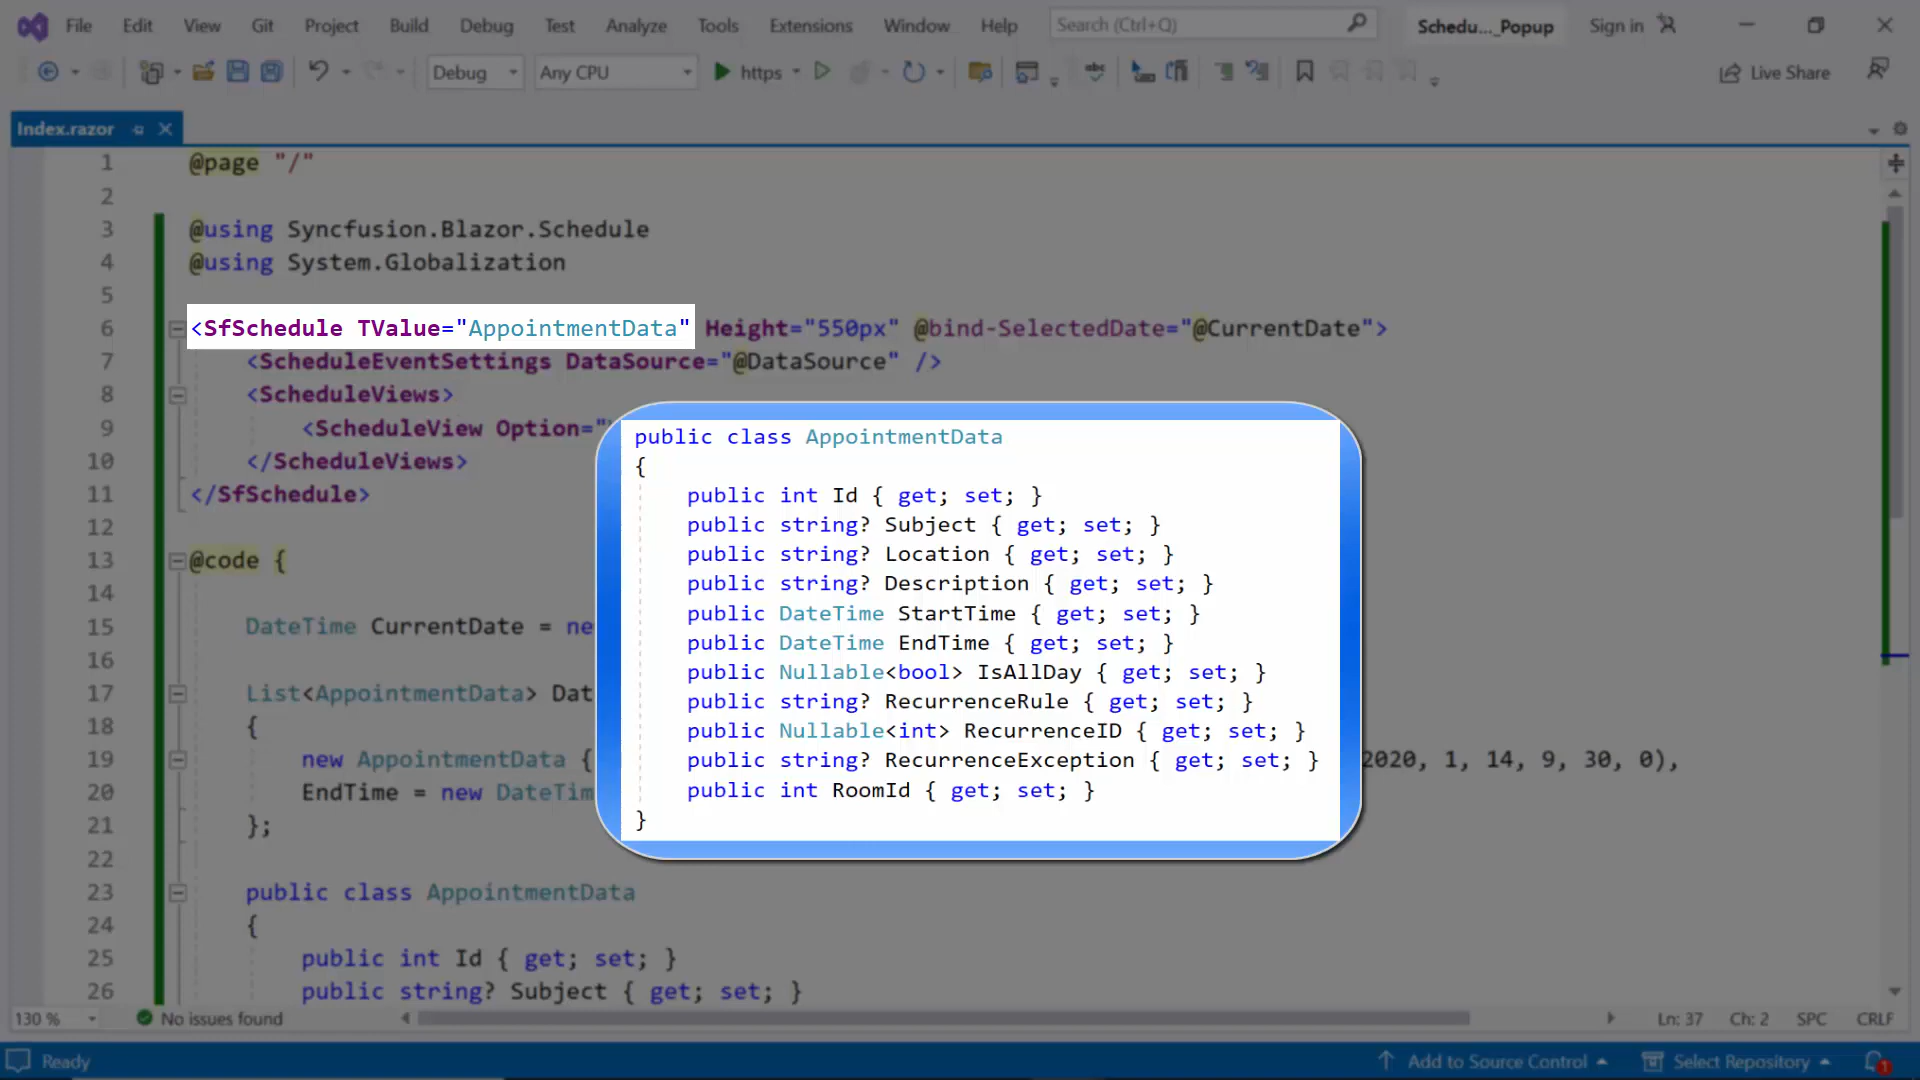 File Edit View Git Project Build Debug Test Analyze Tools Extensions Window Help Search (Ctrl+Q) Schedu..._Popup Sign in
Debug Any CPU https Live Share
Index.razor
1 @page "/"
2
3 @using Syncfusion.Blazor.Schedule
4 @using System.Globalization
5
6 <SfSchedule TValue="AppointmentData" Height="550px" @bind-SelectedDate="@CurrentDate">
7 <ScheduleEventSettings DataSource="@DataSource" />
8 <ScheduleViews>
9 <ScheduleView Option="
10 </ScheduleViews>
11 </SfSchedule>
12
13 @code {
14
15 DateTime CurrentDate = ne
16
17 List<AppointmentData> Dat
18 {
19 new AppointmentData { 2020, 1, 14, 9, 30, 0),
20 EndTime = new DateTim
21 };
22
23 public class AppointmentData
24 {
25 public int Id { get; set; }
26 public string? Subject { get; set; }
public class AppointmentData
{
public int Id { get; set; }
public string? Subject { get; set; }
public string? Location { get; set; }
public string? Description { get; set; }
public DateTime StartTime { get; set; }
public DateTime EndTime { get; set; }
public Nullable<bool> IsAllDay { get; set; }
public string? RecurrenceRule { get; set; }
public Nullable<int> RecurrenceID { get; set; }
public string? RecurrenceException { get; set; }
public int RoomId { get; set; }
}
130 % No issues found Ln: 37 Ch: 2 SPC CRLF
Ready Add to Source Control Select Repository 1